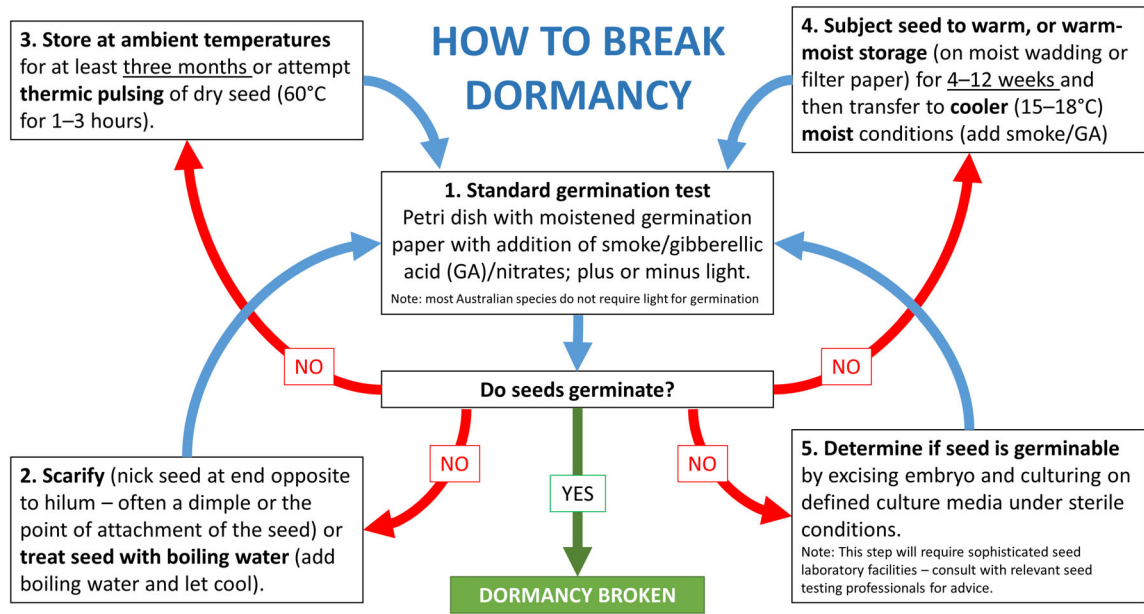 HOW TO BREAK
DORMANCY
1. Standard germination test
Petri dish with moistened germination
paper with addition of smoke/gibberellic
acid (GA)/nitrates; plus or minus light.
Note: most Australian species do not require light for germination
Do seeds germinate?
NO
NO
NO
NO
YES
DORMANCY BROKEN
2. Scarify (nick seed at end opposite
to hilum – often a dimple or the
point of attachment of the seed) or
treat seed with boiling water (add
boiling water and let cool).
3. Store at ambient temperatures
for at least three months or attempt
thermic pulsing of dry seed (60°C
for 1–3 hours).
4. Subject seed to warm, or warm-
moist storage (on moist wadding or
filter paper) for 4–12 weeks and
then transfer to cooler (15–18°C)
moist conditions (add smoke/GA)
5. Determine if seed is germinable
by excising embryo and culturing on
defined culture media under sterile
conditions.
Note: This step will require sophisticated seed
laboratory facilities – consult with relevant seed
testing professionals for advice.